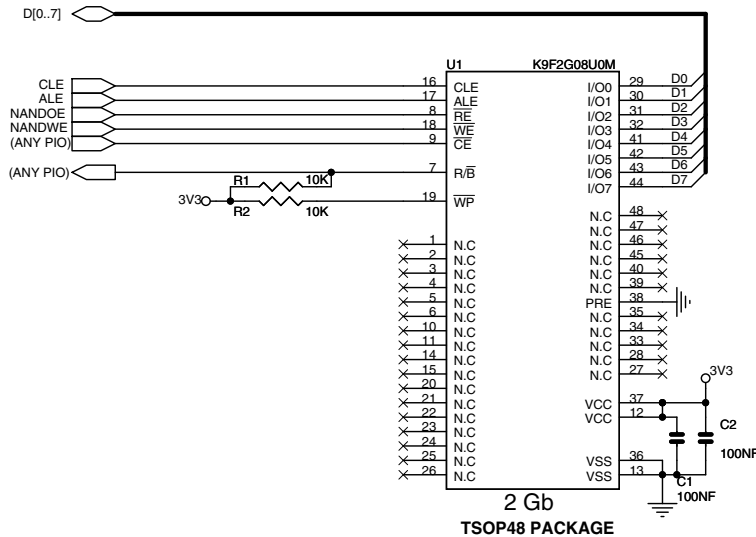 D[0..7]
U1 K9F2G08U0M
CLE 16 CLE I/O0 29 D0
ALE 17 ALE I/O1 30 D1
NANDOE 8 RE I/O2 31 D2
NANDWE 18 WE I/O3 32 D3
(ANY PIO) 9 CE I/O4 41 D4
I/O5 42 D5
(ANY PIO) 7 R/B I/O6 43 D6
I/O7 44 D7
R1 10K
3V3 19 WP
R2 10K
N.C 48
N.C 47
1 N.C N.C 46
2 N.C N.C 45
3 N.C N.C 40
4 N.C N.C 39
5 N.C PRE 38
6 N.C N.C 35
10 N.C N.C 34
11 N.C N.C 33
14 N.C N.C 28
15 N.C N.C 27
20 N.C 3V3
21 N.C VCC 37
22 N.C VCC 12
23 N.C C2
24 N.C 100NF
25 N.C VSS 36
26 N.C VSS 13
C1
100NF
2 Gb
TSOP48 PACKAGE